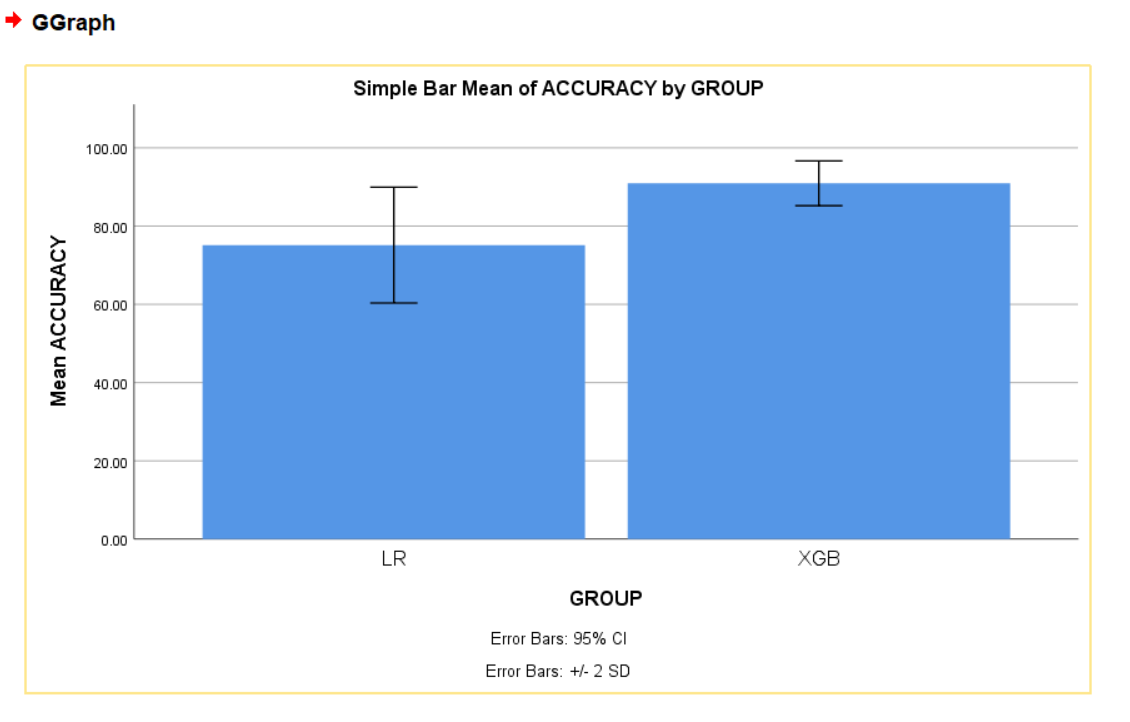 GGraph
Simple Bar Mean of ACCURACY by GROUP
100.00
80.00
60.00
40.00
20.00
0.00
Mean ACCURACY
LR
XGB
GROUP
Error Bars: 95% CI
Error Bars: +/- 2 SD